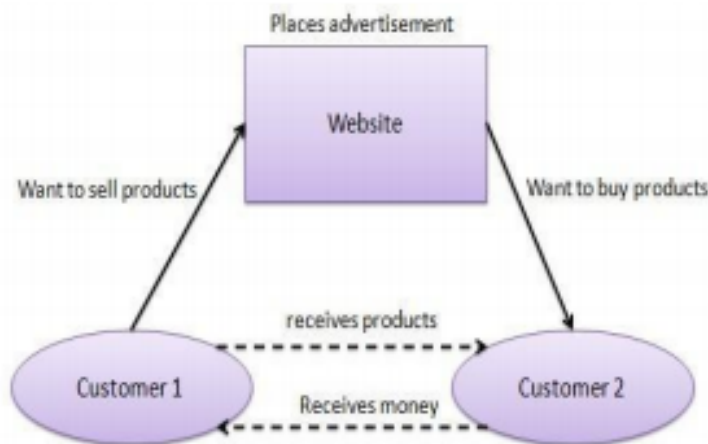 Places advertisement
Website
Want to sell products
Want to buy products
receives products
Customer 1
Customer 2
Receives money